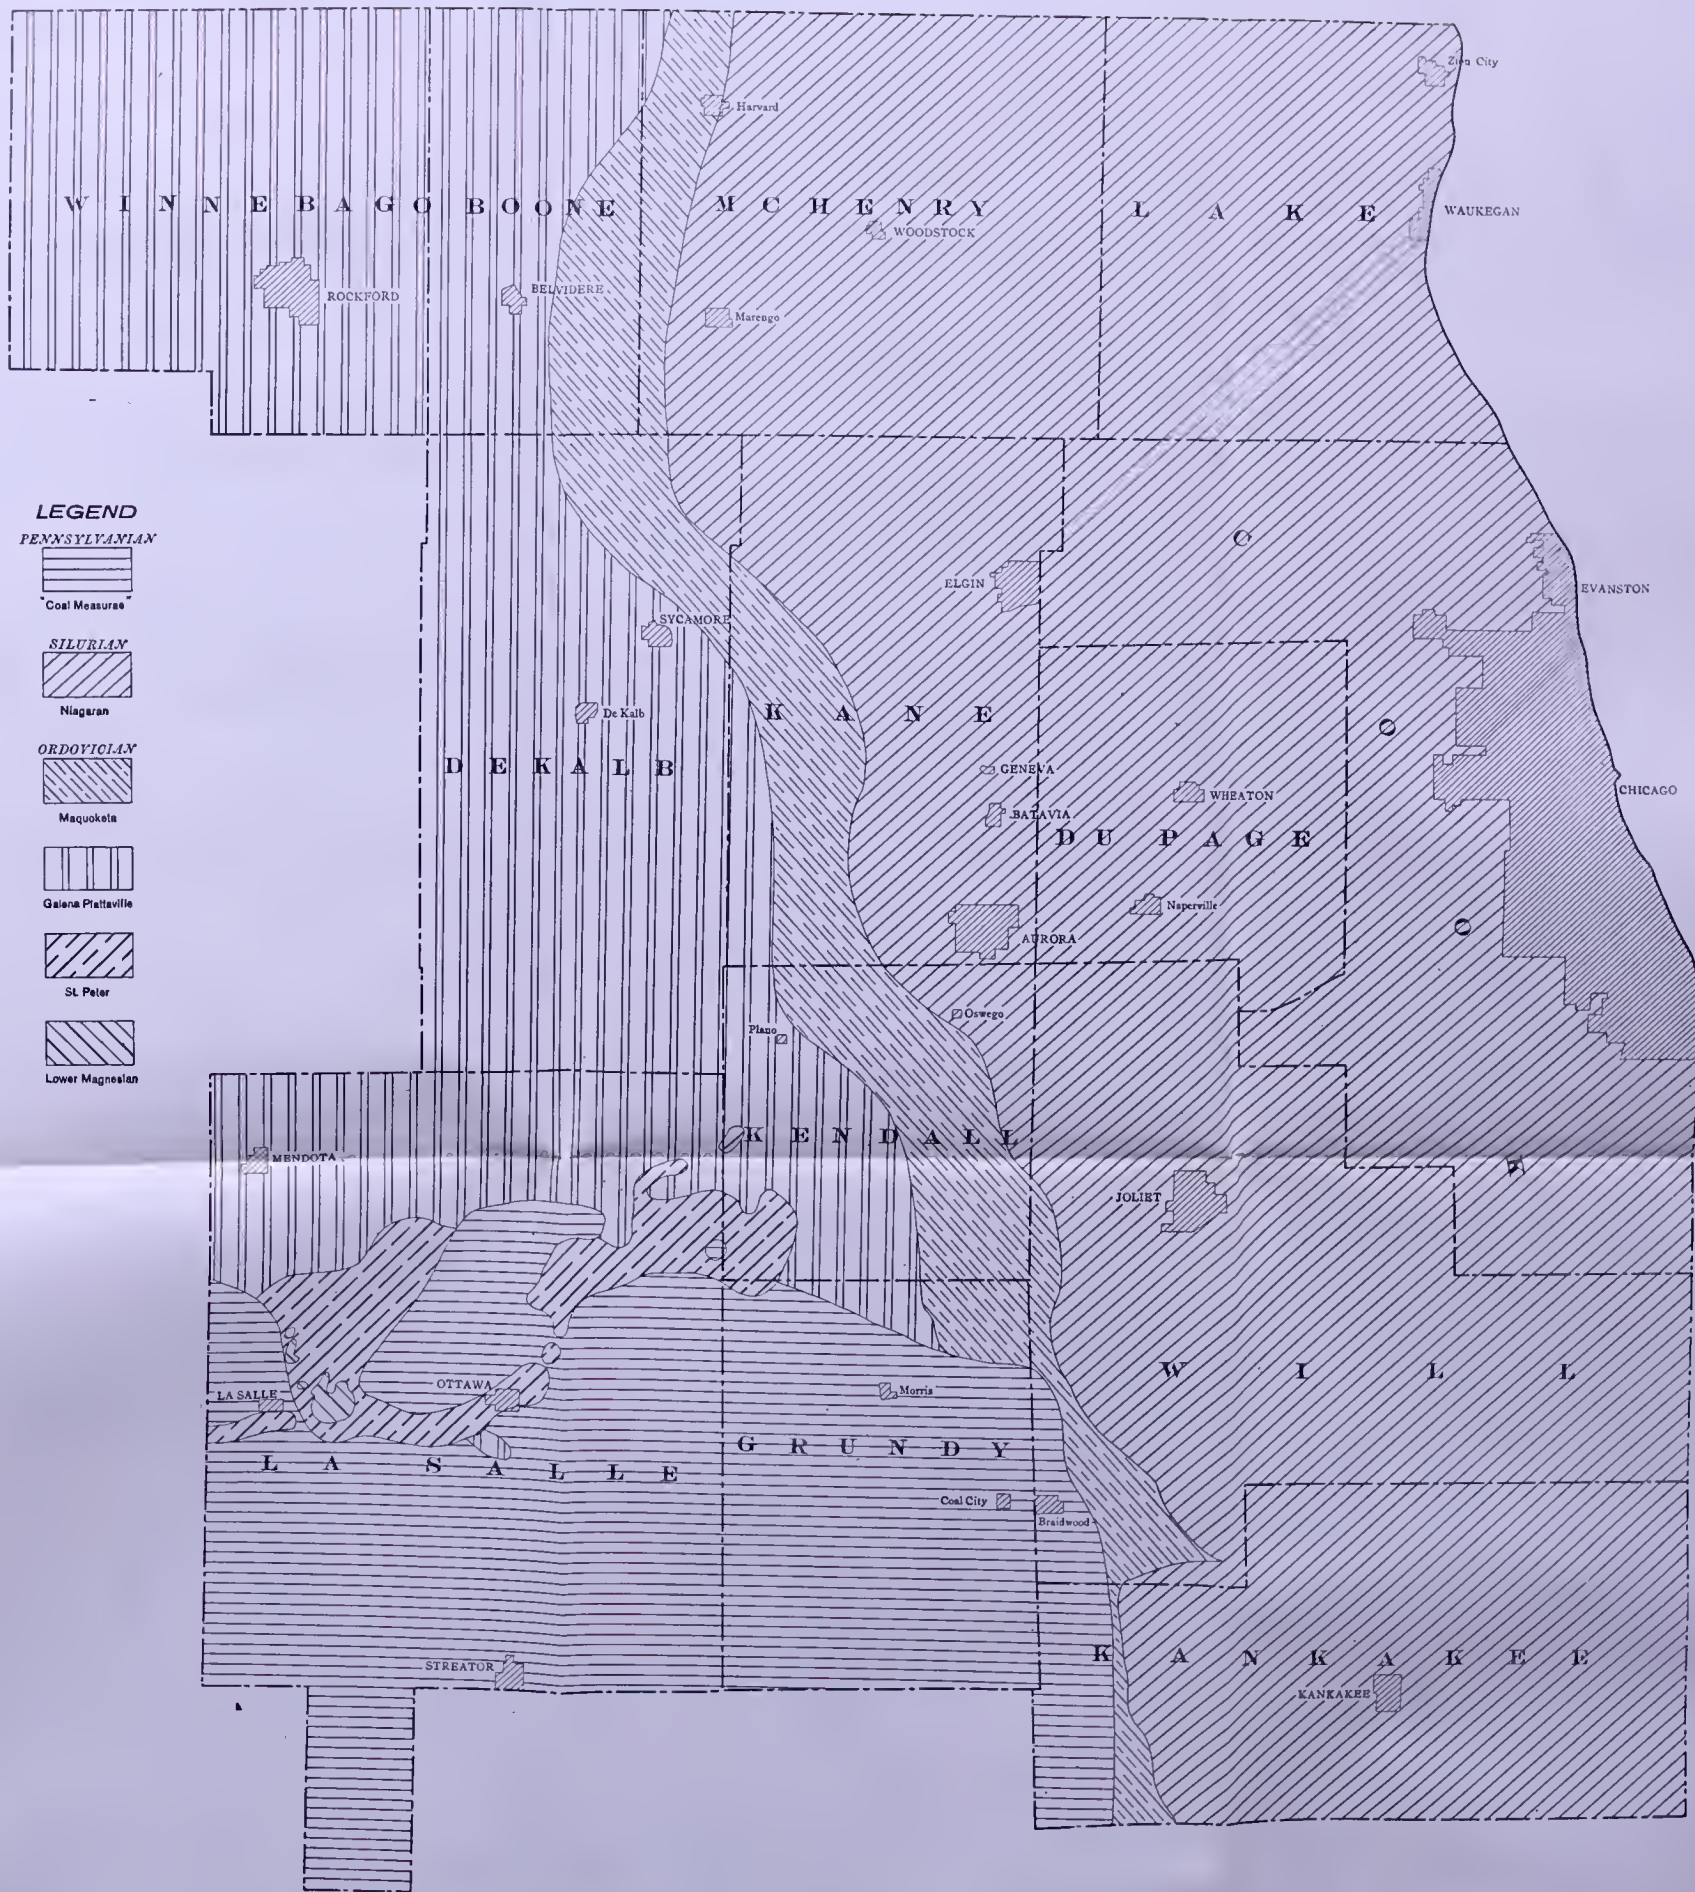 Zion City
Harvard
WINNEBAGO BOONE MCHENRY LAKE
WAUKEGAN
WOODSTOCK
ROCKFORD
BELVIDERE
Marengo
LEGEND
PENNSYLVANIAN
"Coal Measures"
SILURIAN
Niagaran
ORDOVICIAN
Maquoketa
Galena Plattaville
St. Peter
Lower Magnesian
COOK
ELGIN
EVANSTON
SYCAMORE
KANE
De Kalb
DEKALB
GENEVA
WHEATON
CHICAGO
BATAVIA
DU PAGE
Naperville
AURORA
Oswego
Plano
KENDALL
MENDOTA
JOLIET
WILL
LA SALLE
OTTAWA
Morris
GRUNDY
LA SALLE
Coal City
Braidwood
KANKAKEE
STREATOR
KANKAKEE